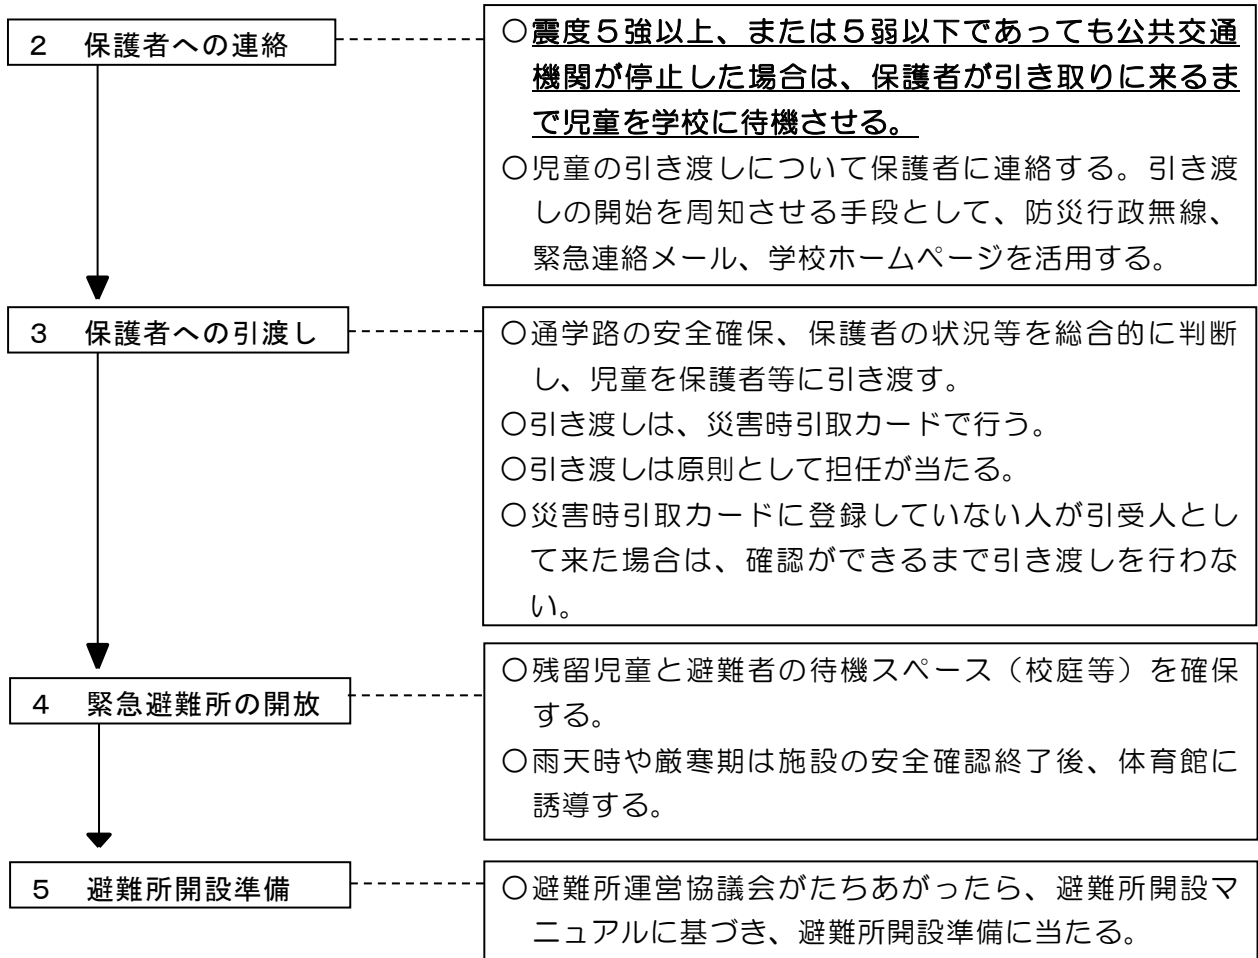 2 保護者への連絡
○震度5強以上、または5弱以下であっても公共交通
機関が停止した場合は、保護者が引き取りに来るま
で児童を学校に待機させる。
○児童の引き渡しについて保護者に連絡する。引き渡
しの開始を周知させる手段として、防災行政無線、
緊急連絡メール、学校ホームページを活用する。
3 保護者への引渡し
○通学路の安全確保、保護者の状況等を総合的に判断
し、児童を保護者等に引き渡す。
○引き渡しは、災害時引取カードで行う。
○引き渡しは原則として担任が当たる。
○災害時引取カードに登録していない人が引受人とし
て来た場合は、確認ができるまで引き渡しを行わな
い。
4 緊急避難所の開放
○残留児童と避難者の待機スペース（校庭等）を確保
する。
○雨天時や厳寒期は施設の安全確認終了後、体育館に
誘導する。
5 避難所開設準備
○避難所運営協議会がたちあがったら、避難所開設マ
ニュアルに基づき、避難所開設準備に当たる。